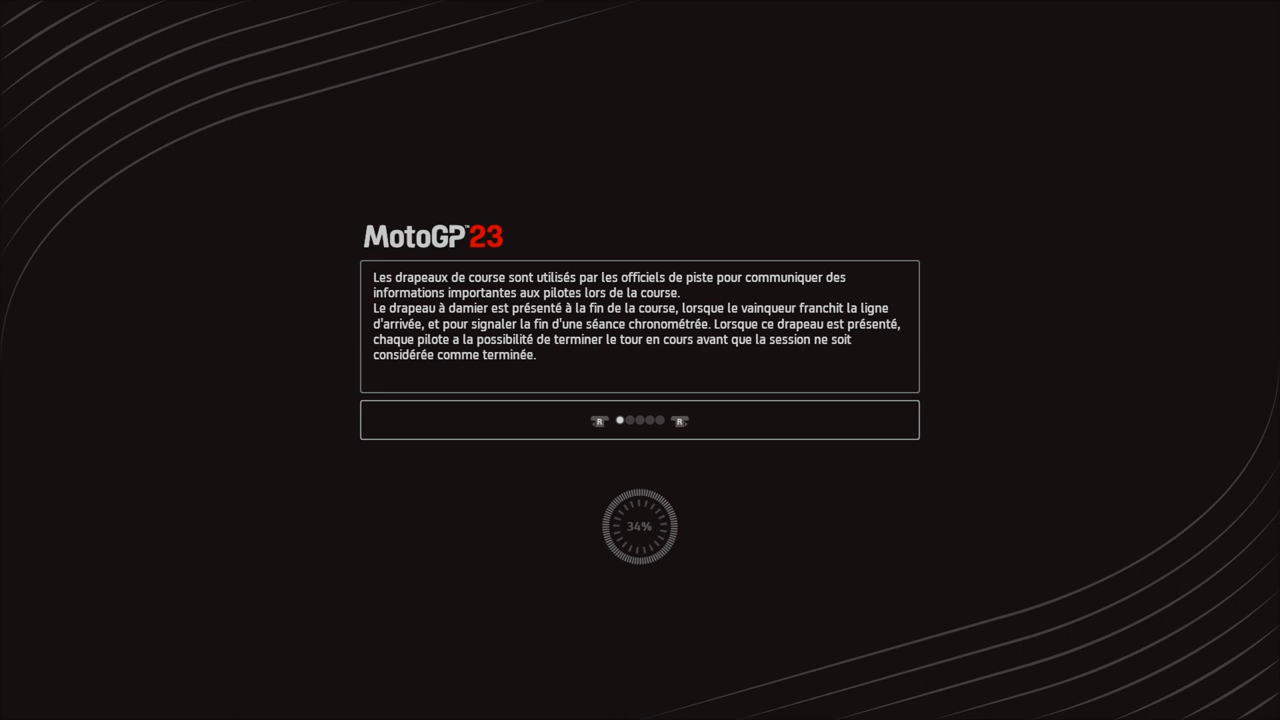 MotoGP™23
Les drapeaux de course sont utilisés par les officiels de piste pour communiquer des
informations importantes aux pilotes lors de la course.
Le drapeau à damier est présenté à la fin de la course, lorsque le vainqueur franchit la ligne
d'arrivée, et pour signaler la fin d'une séance chronométrée. Lorsque ce drapeau est présenté,
chaque pilote a la possibilité de terminer le tour en cours avant que la session ne soit
considérée comme terminée.
R R
34%